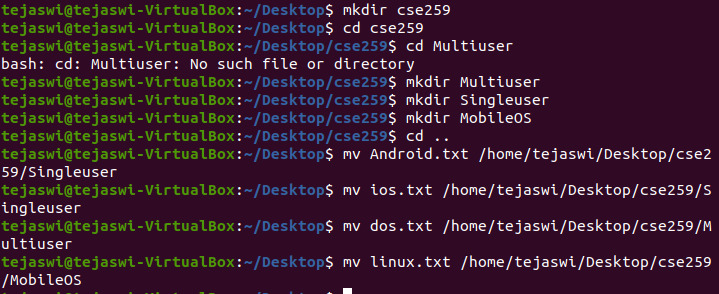 tejaswi@tejaswi-VirtualBox:~/Desktop$ mkdir cse259
tejaswi@tejaswi-VirtualBox:~/Desktop$ cd cse259
tejaswi@tejaswi-VirtualBox:~/Desktop/cse259$ cd Multiuser
bash: cd: Multiuser: No such file or directory
tejaswi@tejaswi-VirtualBox:~/Desktop/cse259$ mkdir Multiuser
tejaswi@tejaswi-VirtualBox:~/Desktop/cse259$ mkdir Singleuser
tejaswi@tejaswi-VirtualBox:~/Desktop/cse259$ mkdir MobileOS
tejaswi@tejaswi-VirtualBox:~/Desktop/cse259$ cd ..
tejaswi@tejaswi-VirtualBox:~/Desktop$ mv Android.txt /home/tejaswi/Desktop/cse2
59/Singleuser
tejaswi@tejaswi-VirtualBox:~/Desktop$ mv ios.txt /home/tejaswi/Desktop/cse259/S
ingleuser
tejaswi@tejaswi-VirtualBox:~/Desktop$ mv dos.txt /home/tejaswi/Desktop/cse259/M
ultiuser
tejaswi@tejaswi-VirtualBox:~/Desktop$ mv linux.txt /home/tejaswi/Desktop/cse259
/MobileOS